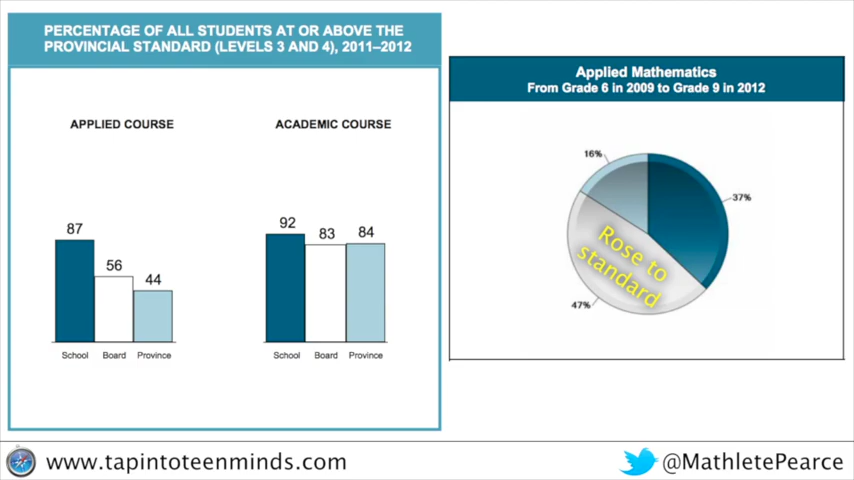 PERCENTAGE OF ALL STUDENTS AT OR ABOVE THE
PROVINCIAL STANDARD (LEVELS 3 AND 4), 2011–2012
APPLIED COURSE
ACADEMIC COURSE
87
56
44
92
83
84
School
Board
Province
School
Board
Province
Applied Mathematics
From Grade 6 in 2009 to Grade 9 in 2012
16%
37%
Rose to
standard
47%
www.tapintoteenminds.com
@MathletePearce